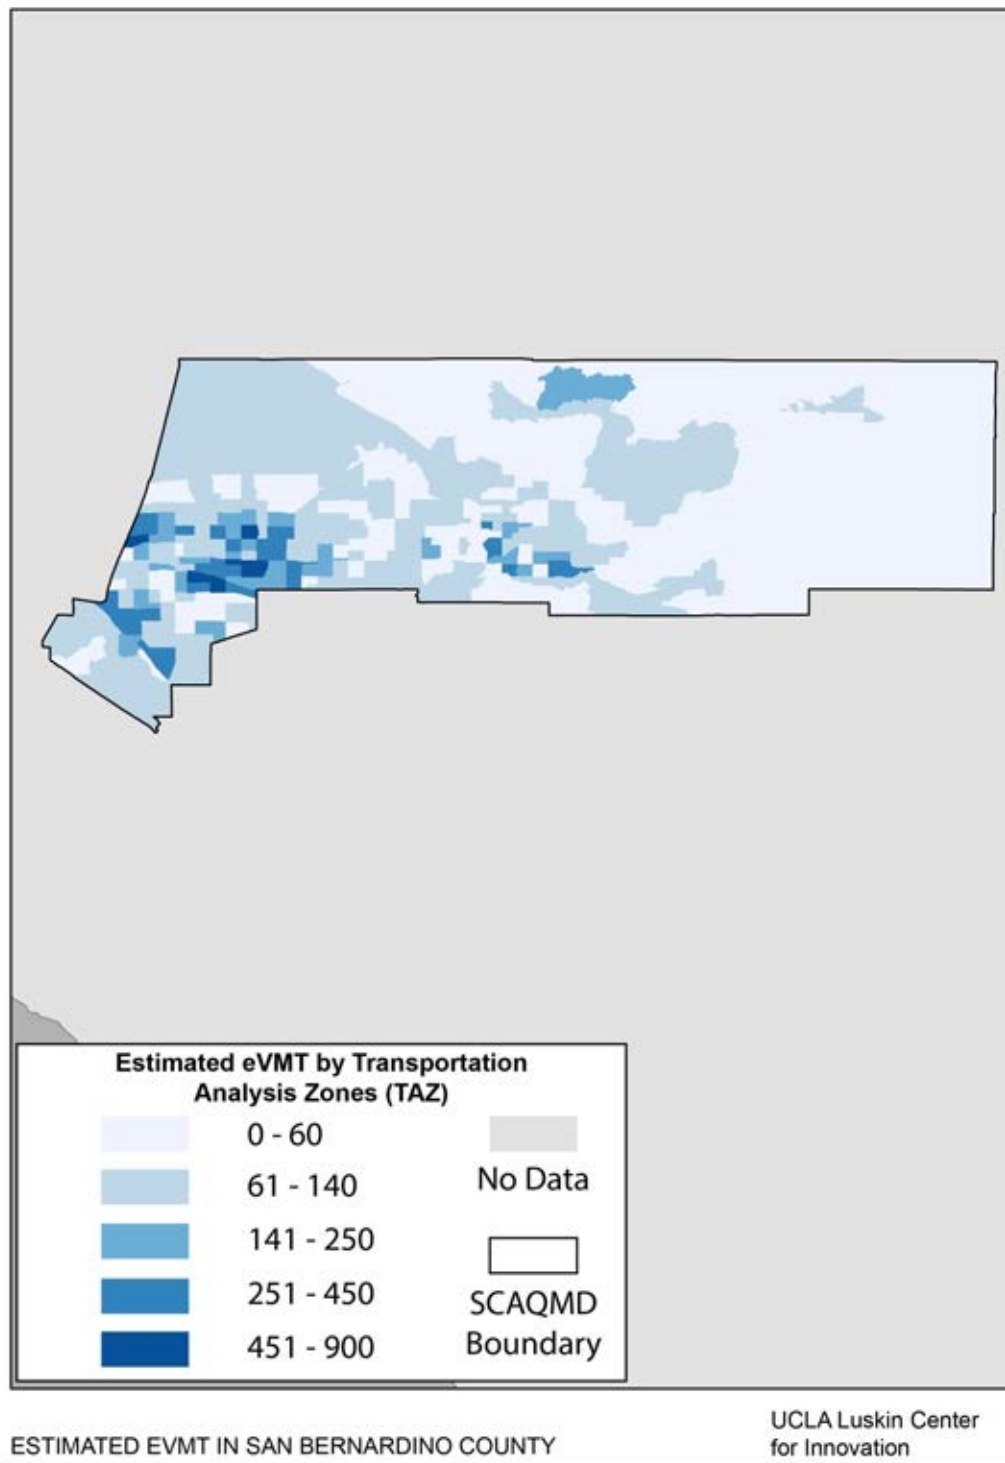 Estimated eVMT by Transportation
Analysis Zones (TAZ)
0 - 60
61 - 140
141 - 250
251 - 450
451 - 900
No Data
SCAQMD
Boundary
ESTIMATED EVMT IN SAN BERNARDINO COUNTY
UCLA Luskin Center
for Innovation